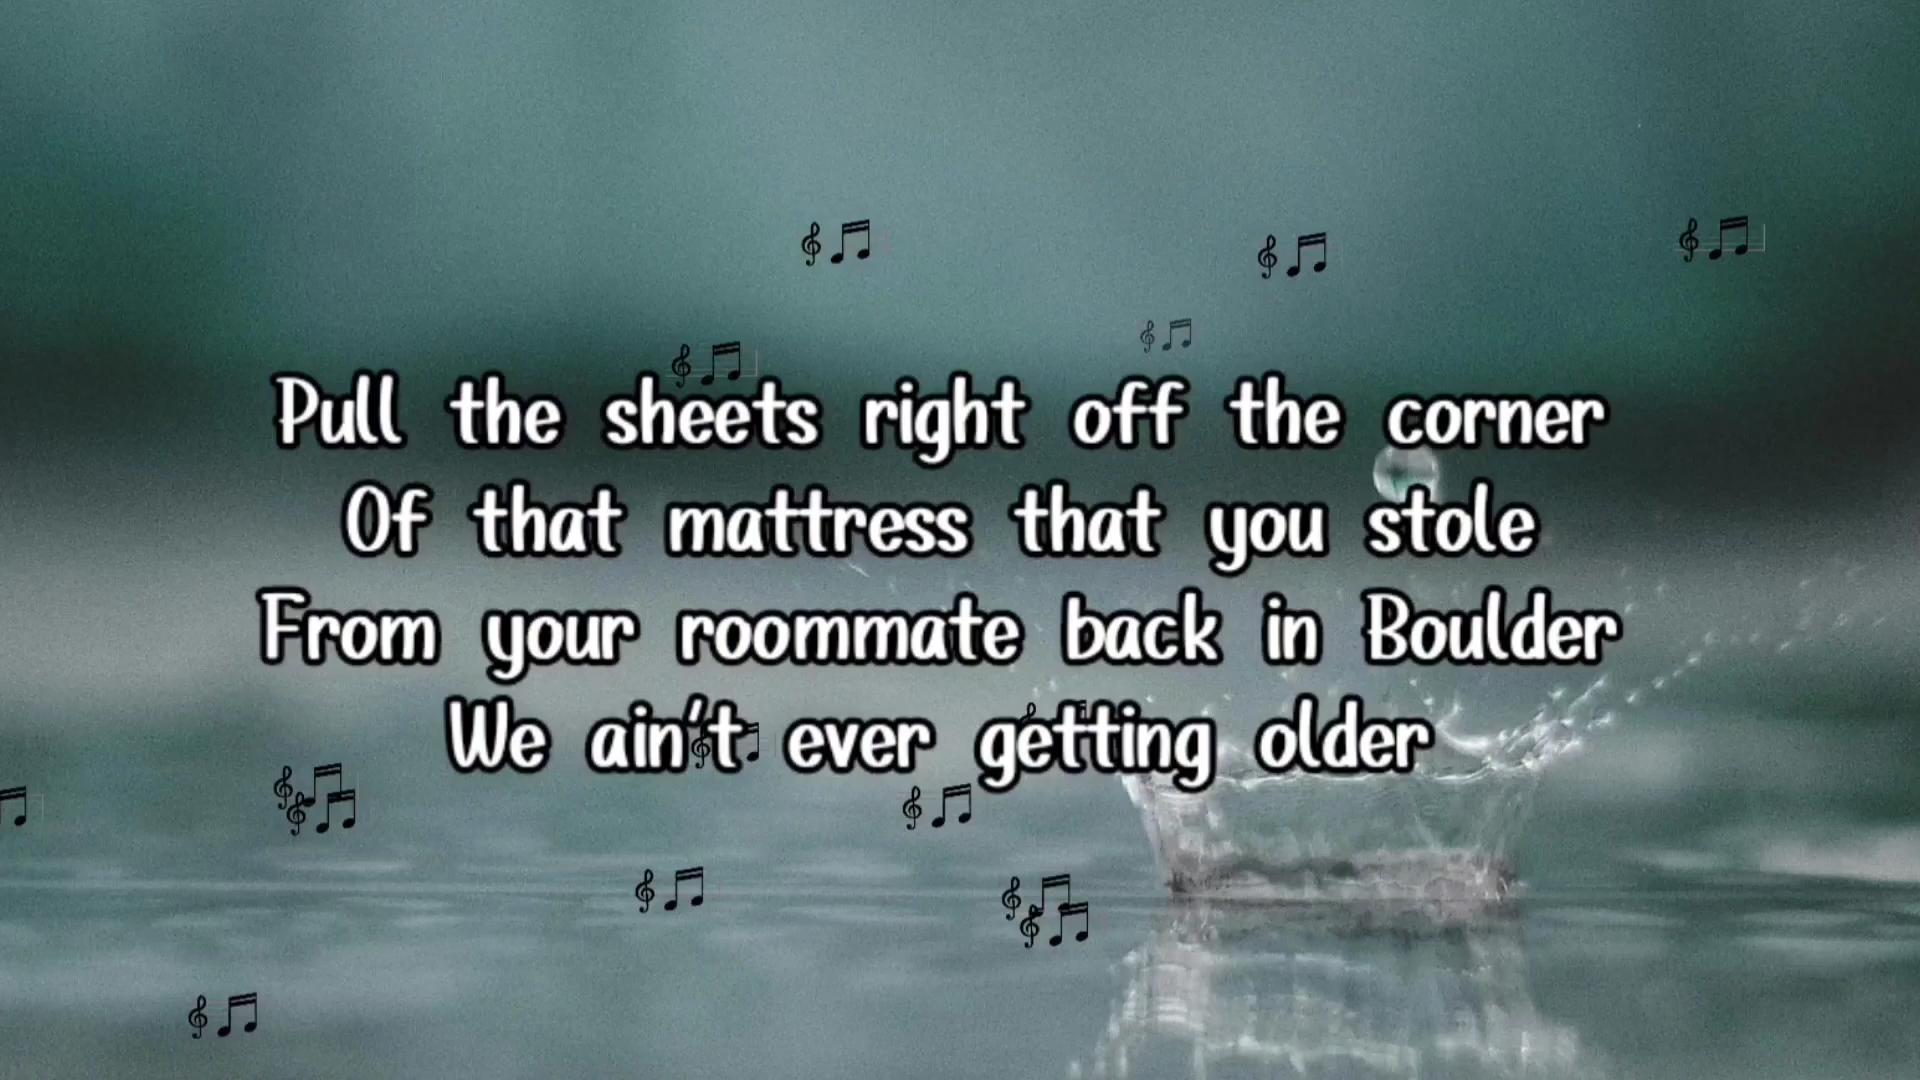 Pull the sheets right off the corner
Of that mattress that you stole
From your roommate back in Boulder
We ain't ever getting older